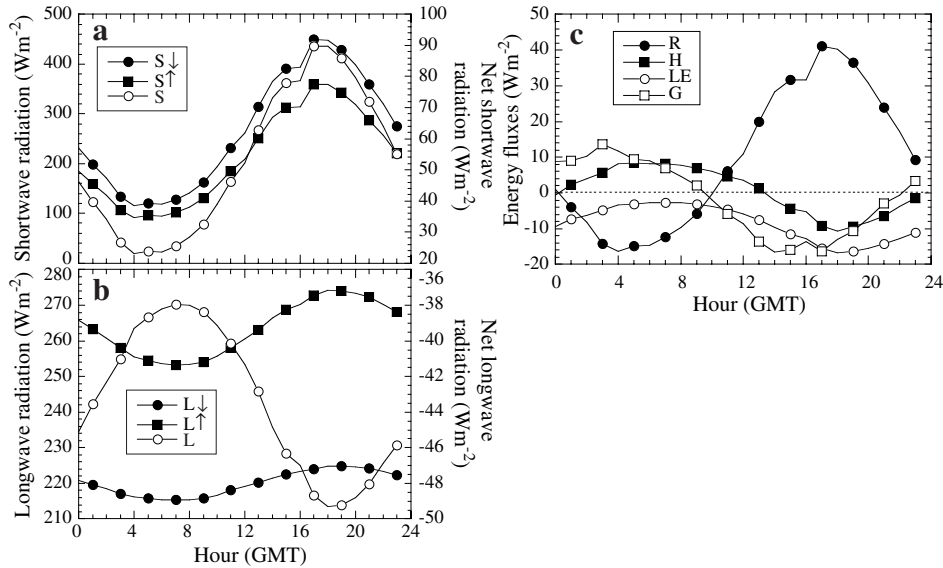 a
Shortwave radiation (Wm-2)
500
400
300
200
100
0
S↓
S↑
S
100
90
80
70
60
50
40
30
20
Net shortwave
radiation (Wm-2)
b
Longwave radiation (Wm-2)
280
270
260
250
240
230
220
210
L↓
L↑
L
-36
-38
-40
-42
-44
-46
-48
-50
Net longwave
radiation (Wm-2)
0 4 8 12 16 20 24
Hour (GMT)
c
Energy fluxes (Wm-2)
50
40
30
20
10
0
-10
-20
R
H
LE
G
0 4 8 12 16 20 24
Hour (GMT)